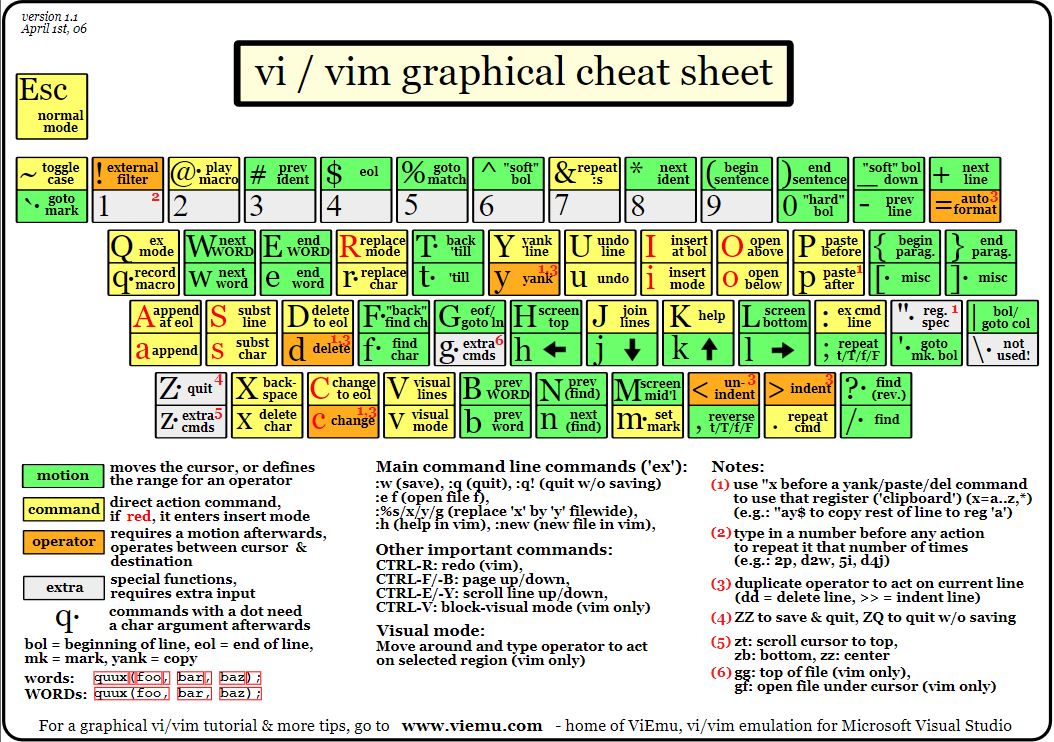 version 1.1
April 1st, 06
vi / vim graphical cheat sheet
Esc
normal
mode
~ toggle case
! external filter
@· play macro
# prev ident
$ eol
% goto match
^ "soft" bol
& repeat :s
* next ident
( begin sentence
) end sentence
_ "soft" bol down
+ next line
`· goto mark
1 2
2
3
4
5
6
7
8
9
0 "hard" bol
- prev line
= auto format 3
Q ex mode
W next WORD
E end WORD
R replace mode
T· back 'till
Y yank line
U undo line
I insert at bol
O open above
P paste before
{ begin parag.
} end parag.
q· record macro
w next word
e end word
r· replace char
t· 'till
y yank 1,3
u undo
i insert mode
o open below
p paste after 1
[· misc
]· misc
A append at eol
S subst line
D delete to eol
F· "back" find ch
G eof/ goto ln
H screen top
J join lines
K help
L screen bottom
: ex cmd line
"· reg. spec 1
| bol/ goto col
a append
s subst char
d delete 1,3
f· find char
g· extra cmds 6
h ←
j ↓
k ↑
l →
; repeat t/T/f/F
'· goto mk. bol
\· not used!
Z· quit 4
X back- space
C change to eol
V visual lines
B prev WORD
N prev (find)
M screen mid'l
< un- indent 3
> indent 3
?· find (rev.)
Z· extra cmds 5
x delete char
c change 1,3
v visual mode
b prev word
n next (find)
m· set mark
, reverse t/T/f/F
. repeat cmd
/· find
motion moves the cursor, or defines
the range for an operator
command direct action command,
if red, it enters insert mode
operator requires a motion afterwards,
operates between cursor &
destination
extra special functions,
requires extra input
q· commands with a dot need
a char argument afterwards
bol = beginning of line, eol = end of line,
mk = mark, yank = copy
words: quux(foo, bar, baz);
WORDs: quux(foo, bar, baz);
Main command line commands ('ex'):
:w (save), :q (quit), :q! (quit w/o saving)
:e f (open file f),
:%s/x/y/g (replace 'x' by 'y' filewide),
:h (help in vim), :new (new file in vim),
Other important commands:
CTRL-R: redo (vim),
CTRL-F/-B: page up/down,
CTRL-E/-Y: scroll line up/down,
CTRL-V: block-visual mode (vim only)
Visual mode:
Move around and type operator to act
on selected region (vim only)
Notes:
(1) use "x before a yank/paste/del command
to use that register ('clipboard') (x=a..z,*)
(e.g.: "ay$ to copy rest of line to reg 'a')
(2) type in a number before any action
to repeat it that number of times
(e.g.: 2p, d2w, 5i, d4j)
(3) duplicate operator to act on current line
(dd = delete line, >> = indent line)
(4) ZZ to save & quit, ZQ to quit w/o saving
(5) zt: scroll cursor to top,
zb: bottom, zz: center
(6) gg: top of file (vim only),
gf: open file under cursor (vim only)
For a graphical vi/vim tutorial & more tips, go to www.viemu.com - home of ViEmu, vi/vim emulation for Microsoft Visual Studio